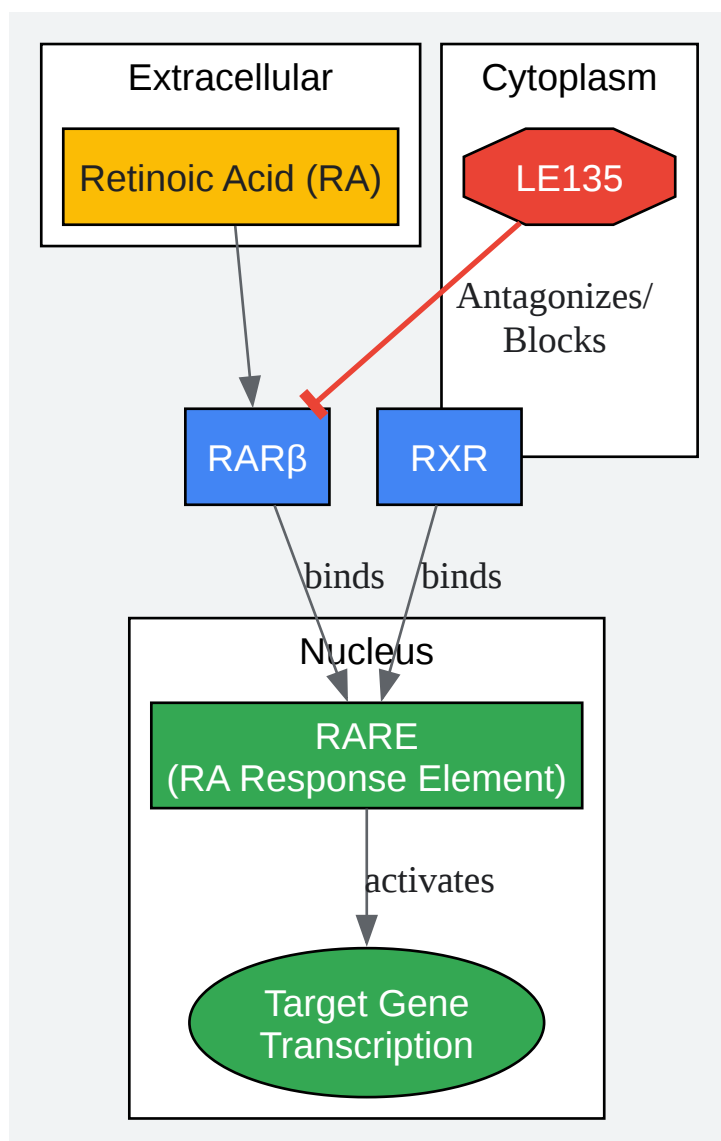 Extracellular
Cytoplasm
Retinoic Acid (RA)
LE135
Antagonizes/
Blocks
RARβ
RXR
binds
binds
Nucleus
RARE
(RA Response Element)
activates
Target Gene
Transcription